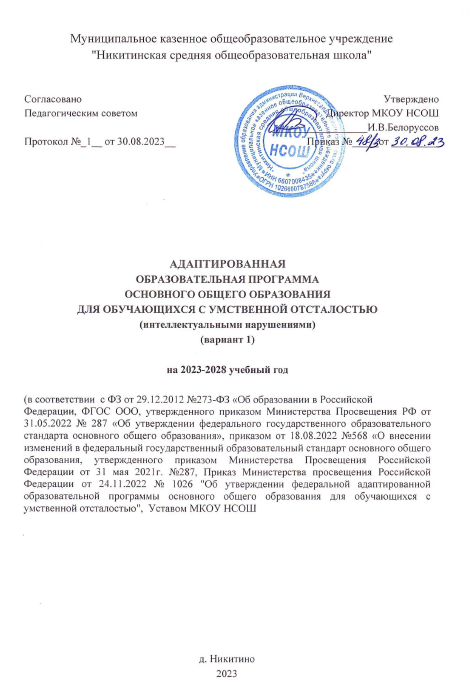 Муниципальное казенное общеобразовательное учреждение
"Никитинская средняя общеобразовательная школа"
Согласовано Утверждено
Педагогическим советом Директор МКОУ НСОШ
И.В.Белоруссов
Протокол №_1__ от 30.08.2023__ Приказ № 48/2 от 30.08.23
МКОУ
НСОШ
АДАПТИРОВАННАЯ
ОБРАЗОВАТЕЛЬНАЯ ПРОГРАММА
ОСНОВНОГО ОБЩЕГО ОБРАЗОВАНИЯ
ДЛЯ ОБУЧАЮЩИХСЯ С УМСТВЕННОЙ ОТСТАЛОСТЬЮ
(интеллектуальными нарушениями)
(вариант 1)
на 2023-2028 учебный год
(в соответствии с ФЗ от 29.12.2012 №273-ФЗ «Об образовании в Российской
Федерации, ФГОС ООО, утвержденного приказом Министерства Просвещения РФ от
31.05.2022 № 287 «Об утверждении федерального государственного образовательного
стандарта основного общего образования», приказом от 18.08.2022 №568 «О внесении
изменений в федеральный государственный образовательный стандарт основного общего
образования, утвержденного приказом Министерства Просвещения Российской
Федерации от 31 мая 2021г. №287, Приказ Министерства просвещения Российской
Федерации от 24.11.2022 № 1026 "Об утверждении федеральной адаптированной
образовательной программы основного общего образования для обучающихся с
умственной отсталостью", Уставом МКОУ НСОШ
д. Никитино
2023